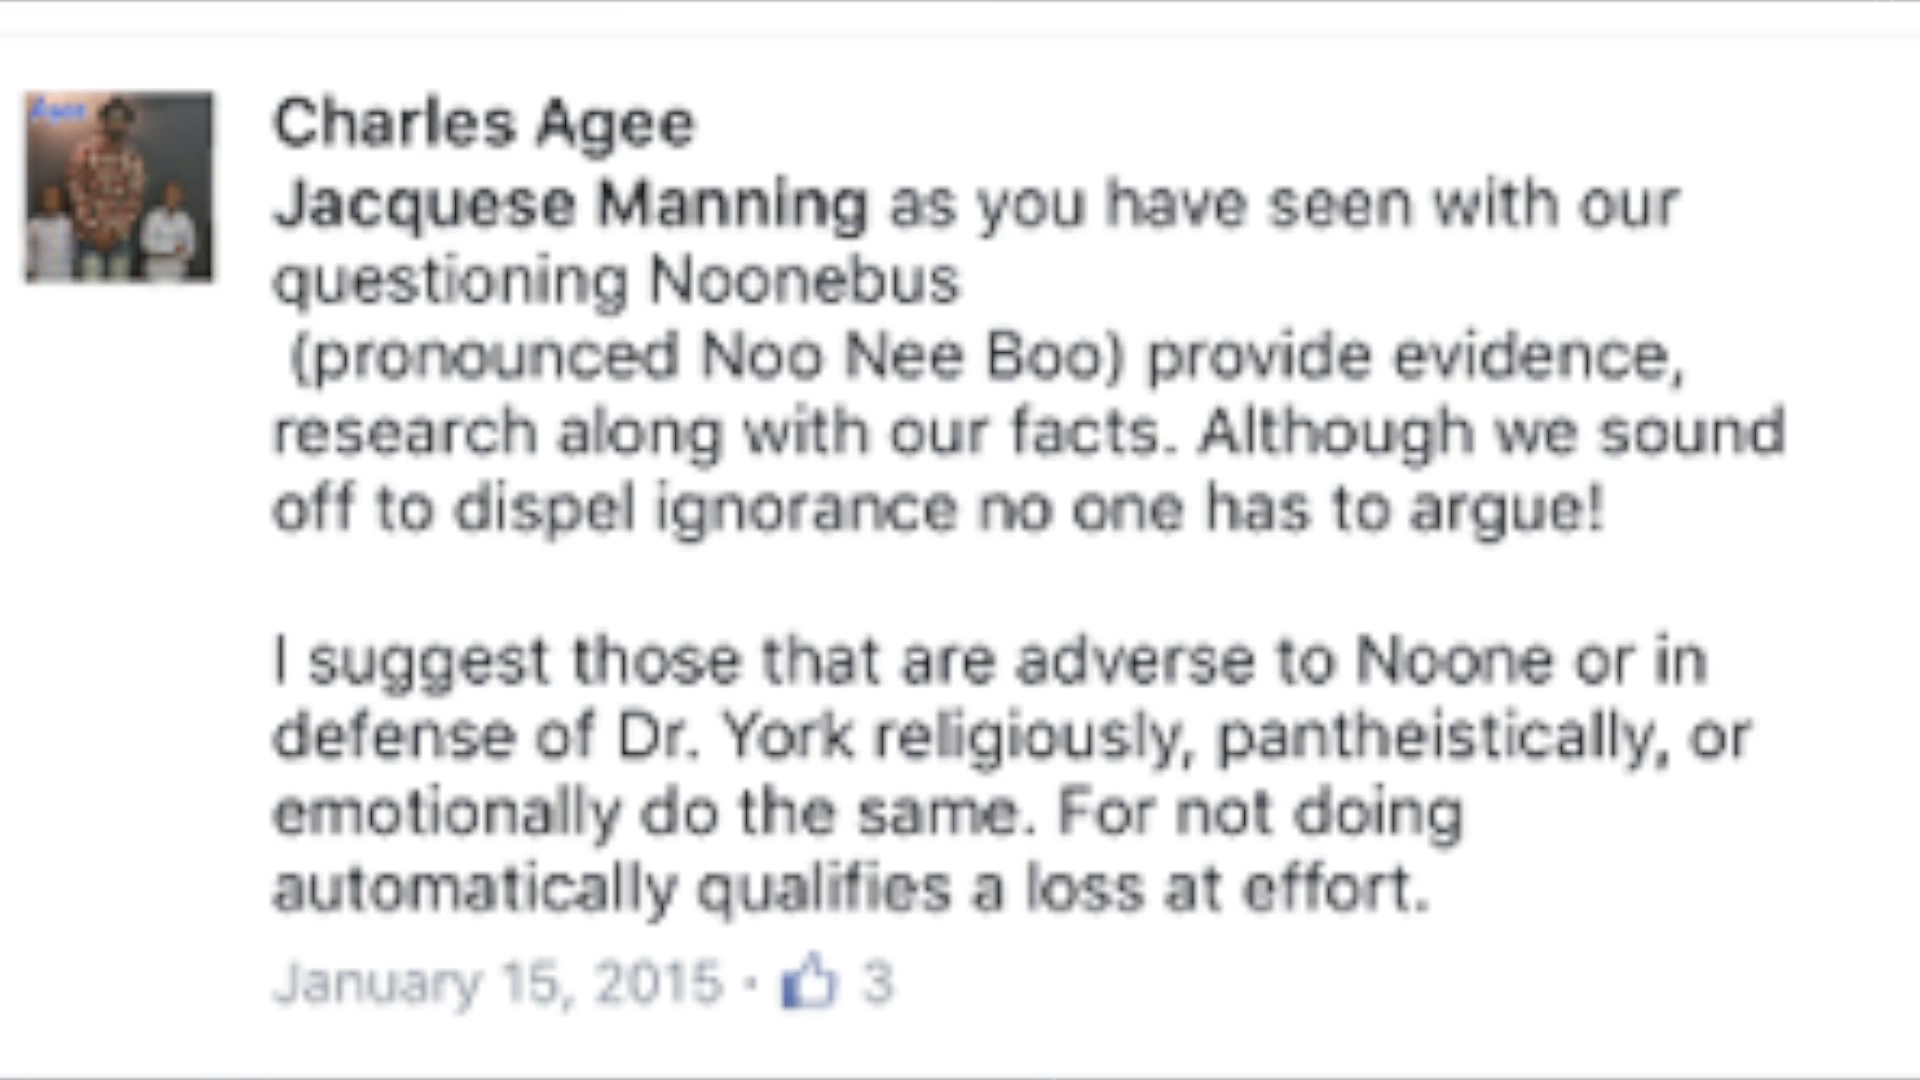 Charles Agee
Jacquese Manning as you have seen with our
questioning Noonebus
(pronounced Noo Nee Boo) provide evidence,
research along with our facts. Although we sound
off to dispel ignorance no one has to argue!
I suggest those that are adverse to Noone or in
defense of Dr. York religiously, pantheistically, or
emotionally do the same. For not doing
automatically qualifies a loss at effort.
January 15, 2015 · 3